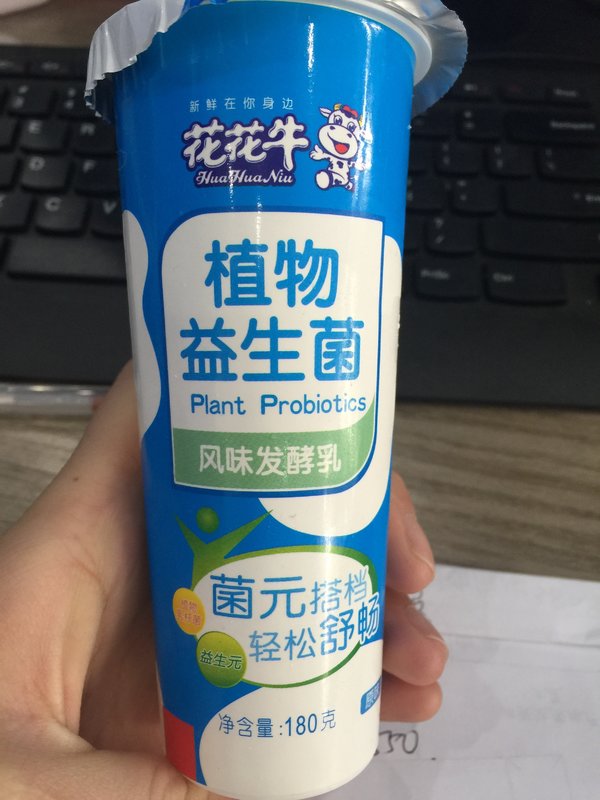 新鲜在你身边
花花牛
HuaHuaNiu
植物
益生菌
Plant Probiotics
风味发酵乳
菌元搭档
轻松舒畅
植物
益生元
净含量:180克